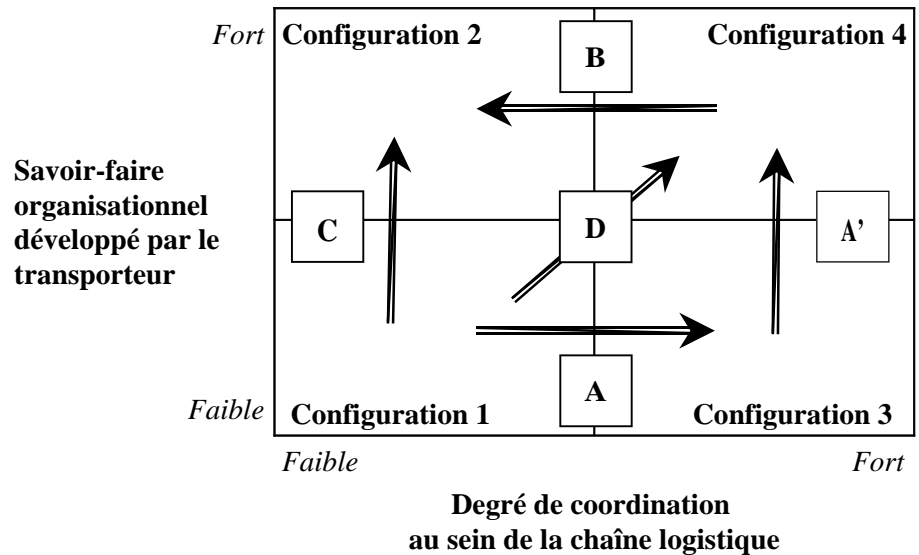 Fort
Configuration 2
Configuration 4
B
Savoir-faire
organisationnel
développé par le
transporteur
C
D
A’
A
Faible
Configuration 1
Configuration 3
Faible
Fort
Degré de coordination
au sein de la chaîne logistique